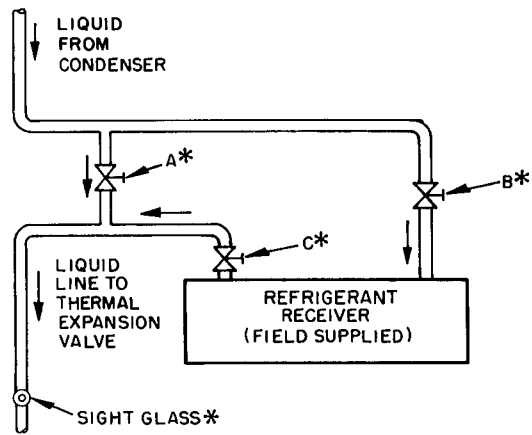 LIQUID
FROM
CONDENSER
A*
B*
C*
LIQUID
LINE TO
THERMAL
EXPANSION
VALVE
REFRIGERANT
RECEIVER
(FIELD SUPPLIED)
SIGHT GLASS*